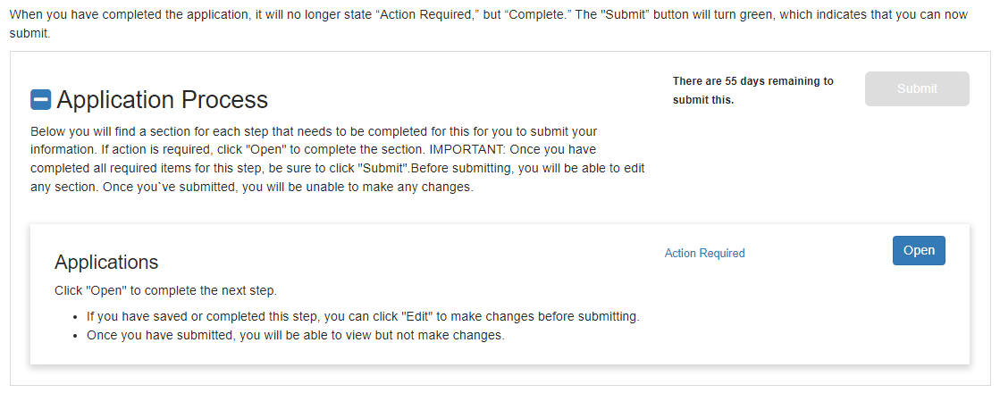 When you have completed the application, it will no longer state “Action Required,” but “Complete.” The "Submit” button will turn green, which indicates that you can now
submit.
Application Process
There are 55 days remaining to
submit this.
Submit
Below you will find a section for each step that needs to be completed for this for you to submit your
information. If action is required, click "Open" to complete the section. IMPORTANT: Once you have
completed all required items for this step, be sure to click "Submit".Before submitting, you will be able to edit
any section. Once you`ve submitted, you will be unable to make any changes.
Applications
Action Required
Open
Click "Open" to complete the next step.
• If you have saved or completed this step, you can click "Edit" to make changes before submitting.
• Once you have submitted, you will be able to view but not make changes.